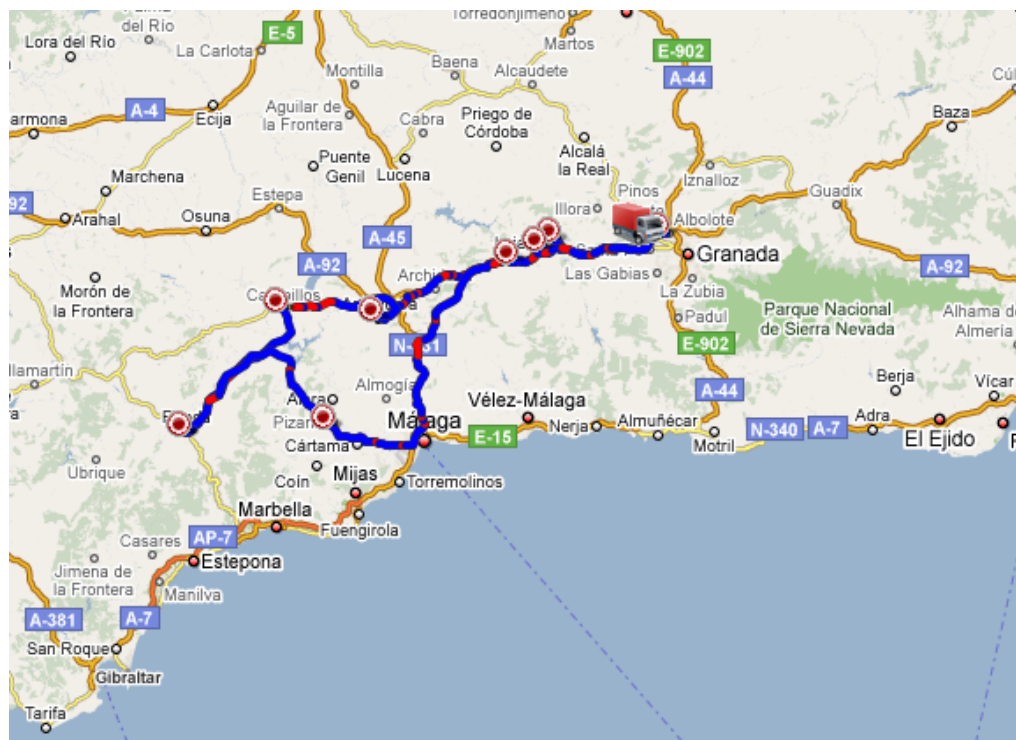 del Río
Torredonjimeno
Lora del Río
La Carlota
E-5
Martos
E-902
Montilla
Baena
Alcaudete
A-44
A-4
Aguilar de
la Frontera
Ecija
Cabra
Priego de
Córdoba
Baza
armona
Alcalá
la Real
Marchena
Puente
Genil
Lucena
Iznalloz
Estepa
Pinos
Guadix
92
Arahal
Osuna
Illora
Albolote
A-45
Granada
A-92
A-92
Las Gabias
Morón de
la Frontera
La Zubia
Padul
Parque Nacional
de Sierra Nevada
Alhama de
Almería
N-331
E-902
llamartín
Almogía
A-44
Berja
Vícar
Málaga
Vélez-Málaga
Cártama
E-15
Nerja
Almuñécar
Motril
N-340
A-7
Adra
El Ejido
Ubrique
Coín
Mijas
Torremolinos
Marbella
Fuengirola
Casares
AP-7
Estepona
Jimena de
la Frontera
Manilva
A-381
A-7
San Roque
Gibraltar
Tarifa